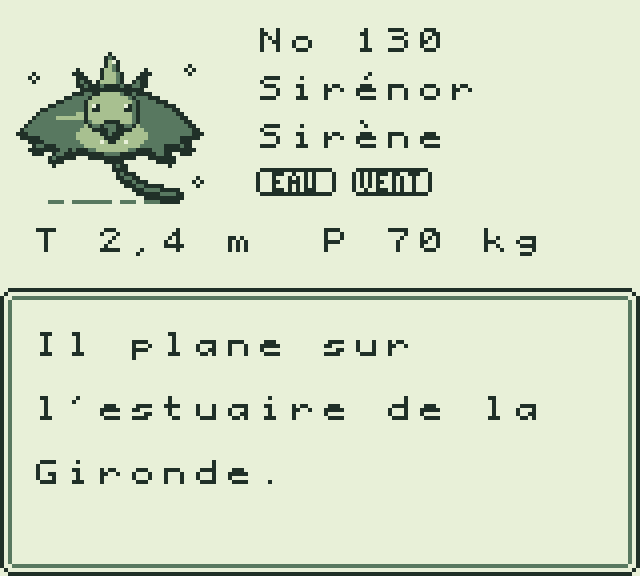 No 130
Sirénor
Sirène
EAU VENT
T 2,4 m P 70 kg
Il plane sur
l'estuaire de la
Gironde.